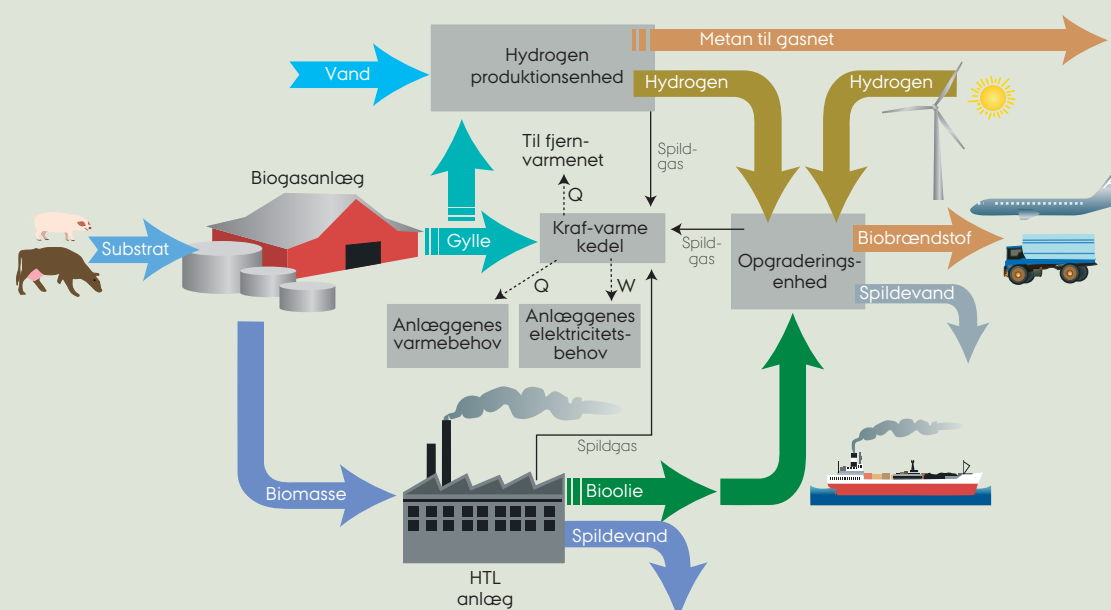 Metan til gasnet
Hydrogen
produktionsenhed
Vand
Hydrogen
Hydrogen
Til fjern-
varmenet
Spild-
gas
Q
Biogasanlæg
Substrat
Gylle
Kraf-varme
kedel
Spild-
gas
Opgraderings-
enhed
Biobrændstof
Spildevand
Q
W
Anlæggenes
varmebehov
Anlæggenes
elektricitets-
behov
Spildgas
Biomasse
Bioolie
Spildevand
HTL
anlæg